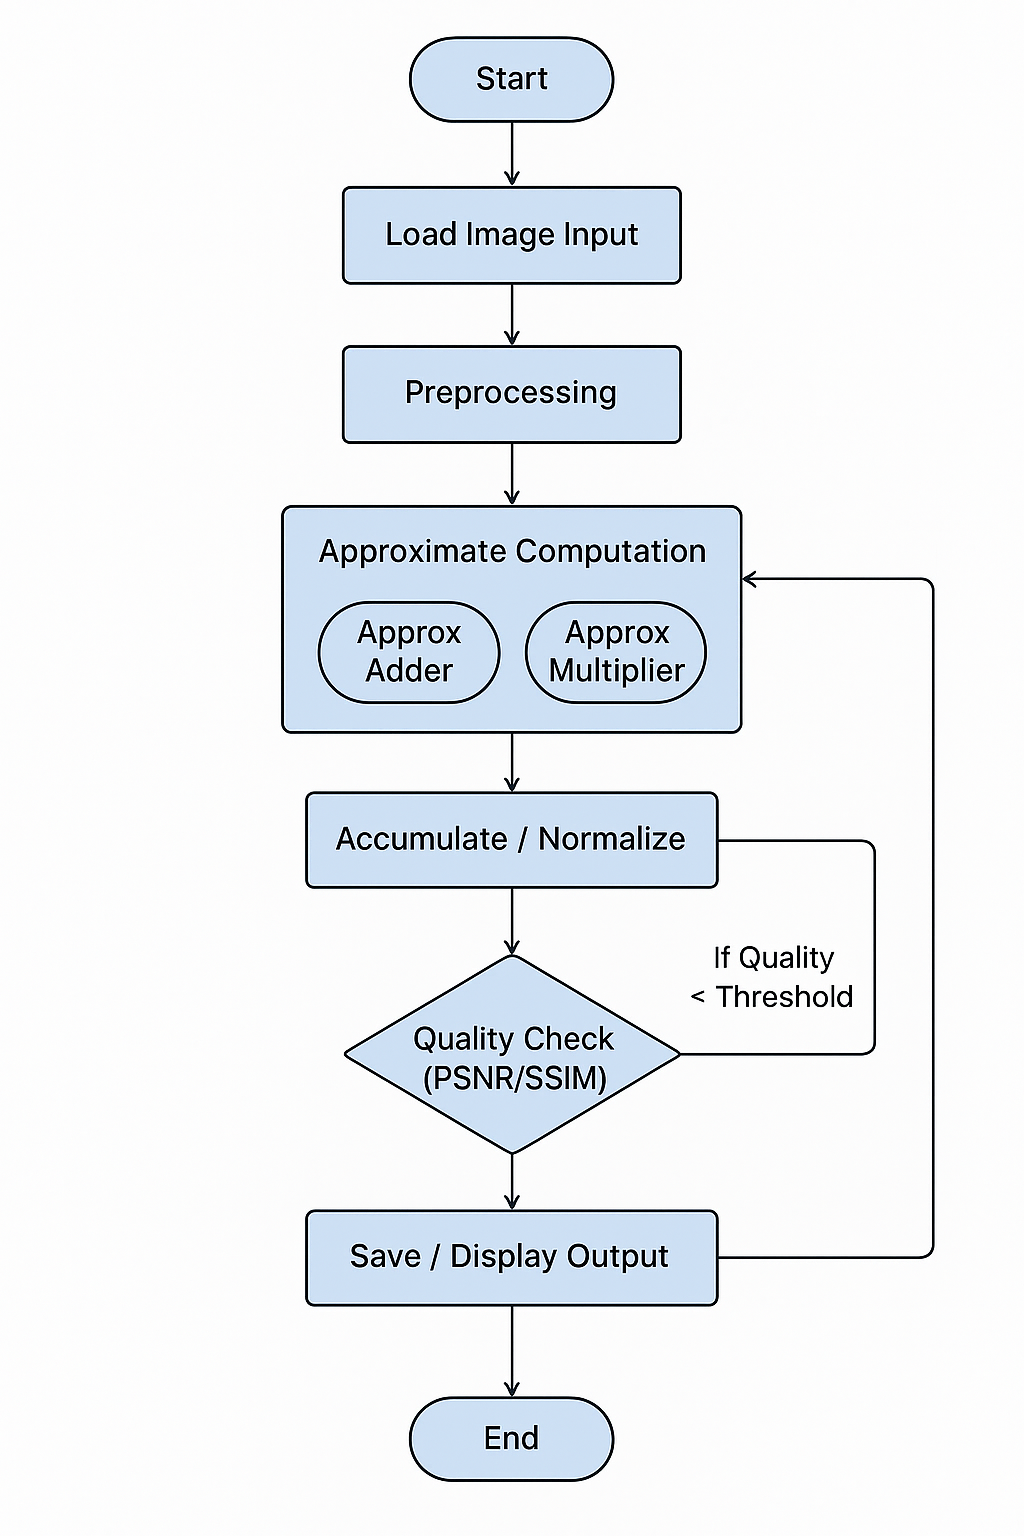 Start
Load Image Input
Preprocessing
Approximate Computation
Approx
Adder
Approx
Multiplier
Accumulate / Normalize
If Quality
< Threshold
Quality Check
(PSNR/SSIM)
Save / Display Output
End